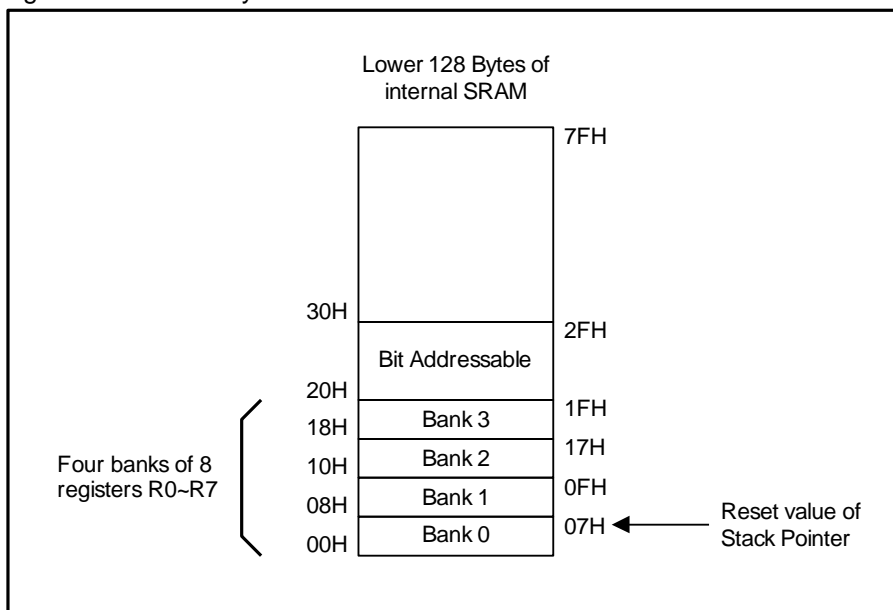 Lower 128 Bytes of
internal SRAM
7FH
30H
2FH
Bit Addressable
20H
1FH
Bank 3
18H
17H
Bank 2
10H
0FH
Bank 1
08H
07H
Bank 0
00H
Four banks of 8
registers R0~R7
Reset value of
Stack Pointer